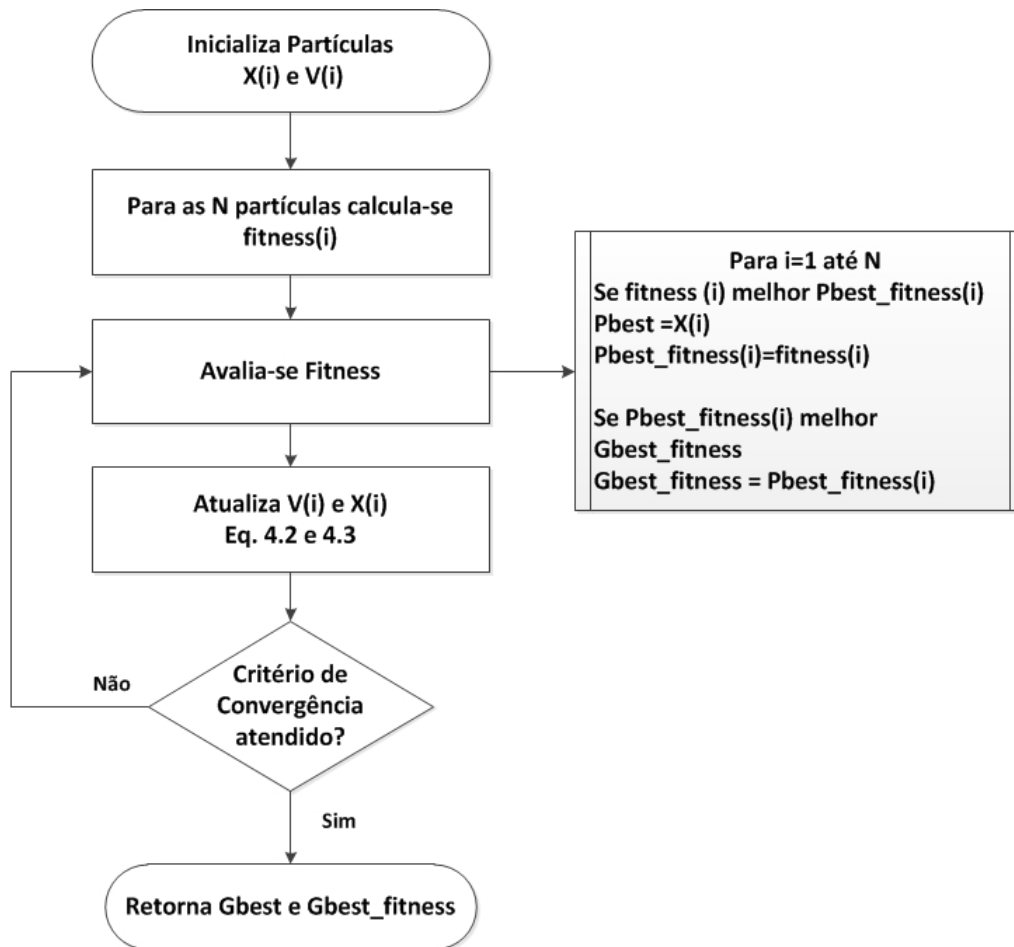 Inicializa Partículas
X(i) e V(i)
Para as N partículas calcula-se
fitness(i)
Avalia-se Fitness
Para i=1 até N
Se fitness (i) melhor Pbest_fitness(i)
Pbest =X(i)
Pbest_fitness(i)=fitness(i)
Se Pbest_fitness(i) melhor
Gbest_fitness
Gbest_fitness = Pbest_fitness(i)
Atualiza V(i) e X(i)
Eq. 4.2 e 4.3
Critério de
Convergência
atendido?
Não
Sim
Retorna Gbest e Gbest_fitness